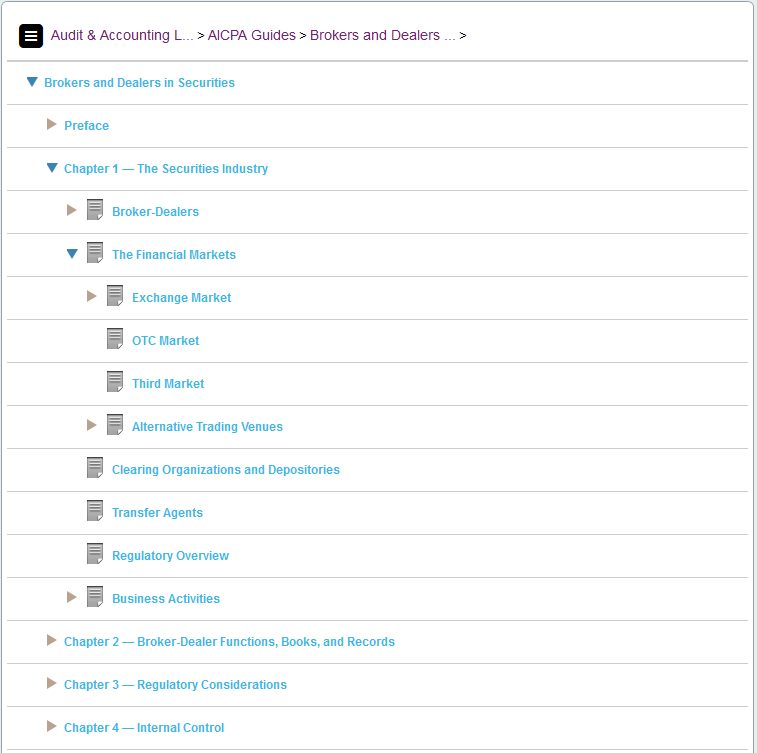 Audit & Accounting L... > AICPA Guides > Brokers and Dealers ... >
Brokers and Dealers in Securities
Preface
Chapter 1 — The Securities Industry
Broker-Dealers
The Financial Markets
Exchange Market
OTC Market
Third Market
Alternative Trading Venues
Clearing Organizations and Depositories
Transfer Agents
Regulatory Overview
Business Activities
Chapter 2 — Broker-Dealer Functions, Books, and Records
Chapter 3 — Regulatory Considerations
Chapter 4 — Internal Control